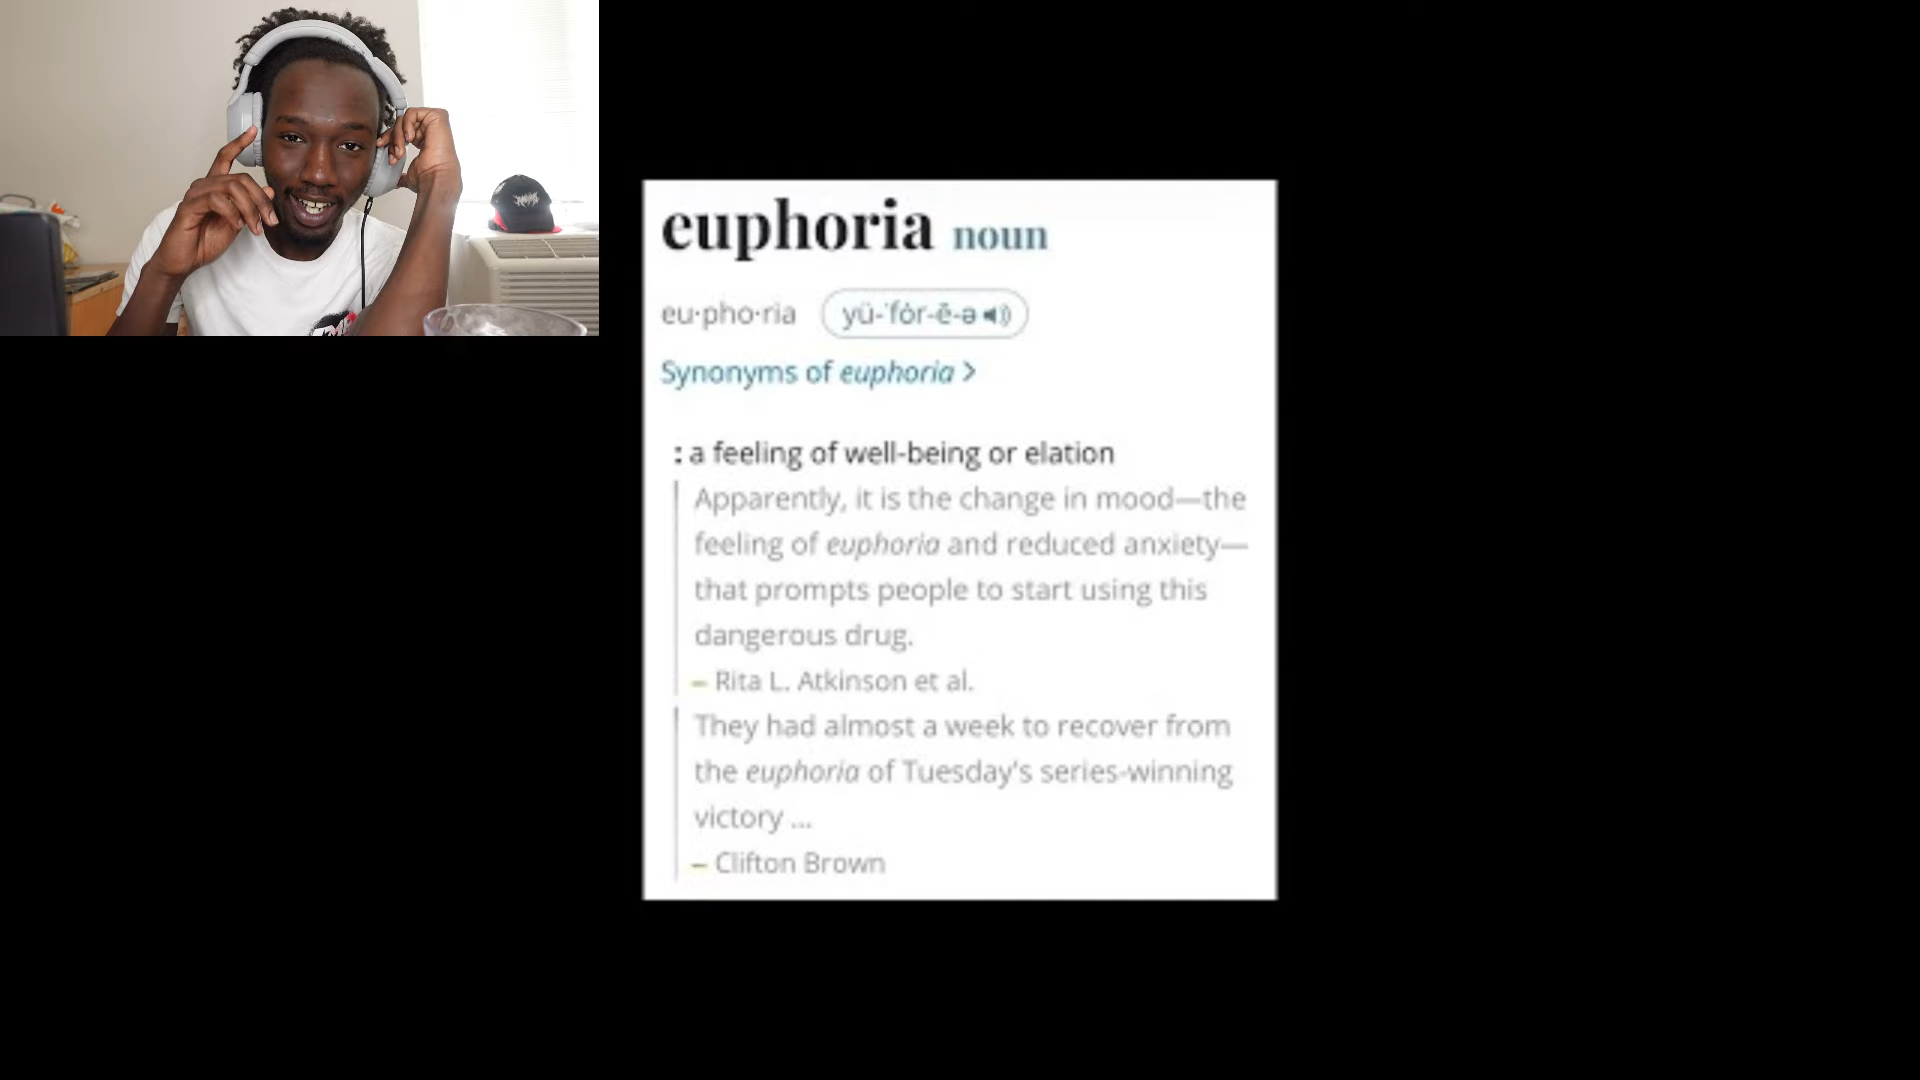 euphoria noun
eu·pho·ria yü-ˈfȯr-ē-ə
Synonyms of euphoria >
: a feeling of well-being or elation
Apparently, it is the change in mood—the
feeling of euphoria and reduced anxiety—
that prompts people to start using this
dangerous drug.
– Rita L. Atkinson et al.
They had almost a week to recover from
the euphoria of Tuesday's series-winning
victory ...
– Clifton Brown